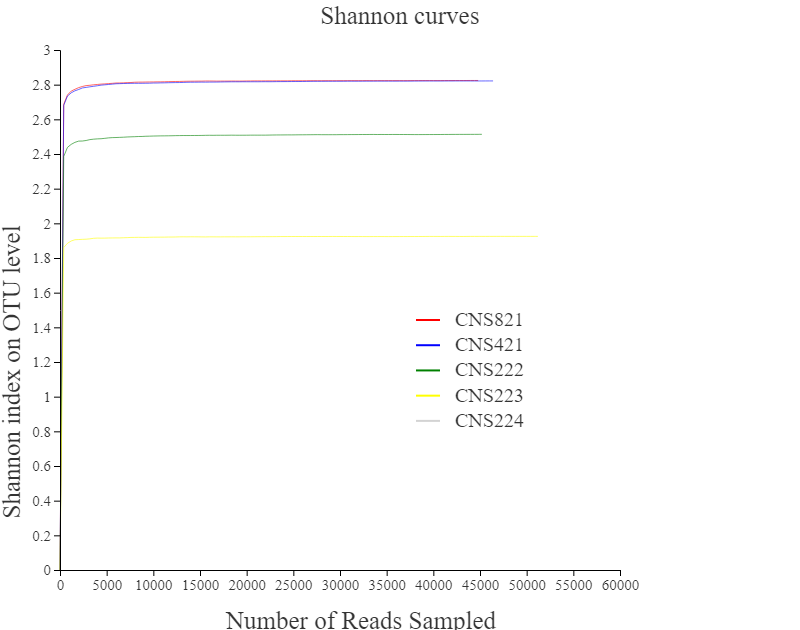 Shannon curves
Shannon index on OTU level
3
2.8
2.6
2.4
2.2
2
1.8
1.6
1.4
1.2
1
0.8
0.6
0.4
0.2
0
CNS821
CNS421
CNS222
CNS223
CNS224
0 5000 10000 15000 20000 25000 30000 35000 40000 45000 50000 55000 60000
Number of Reads Sampled